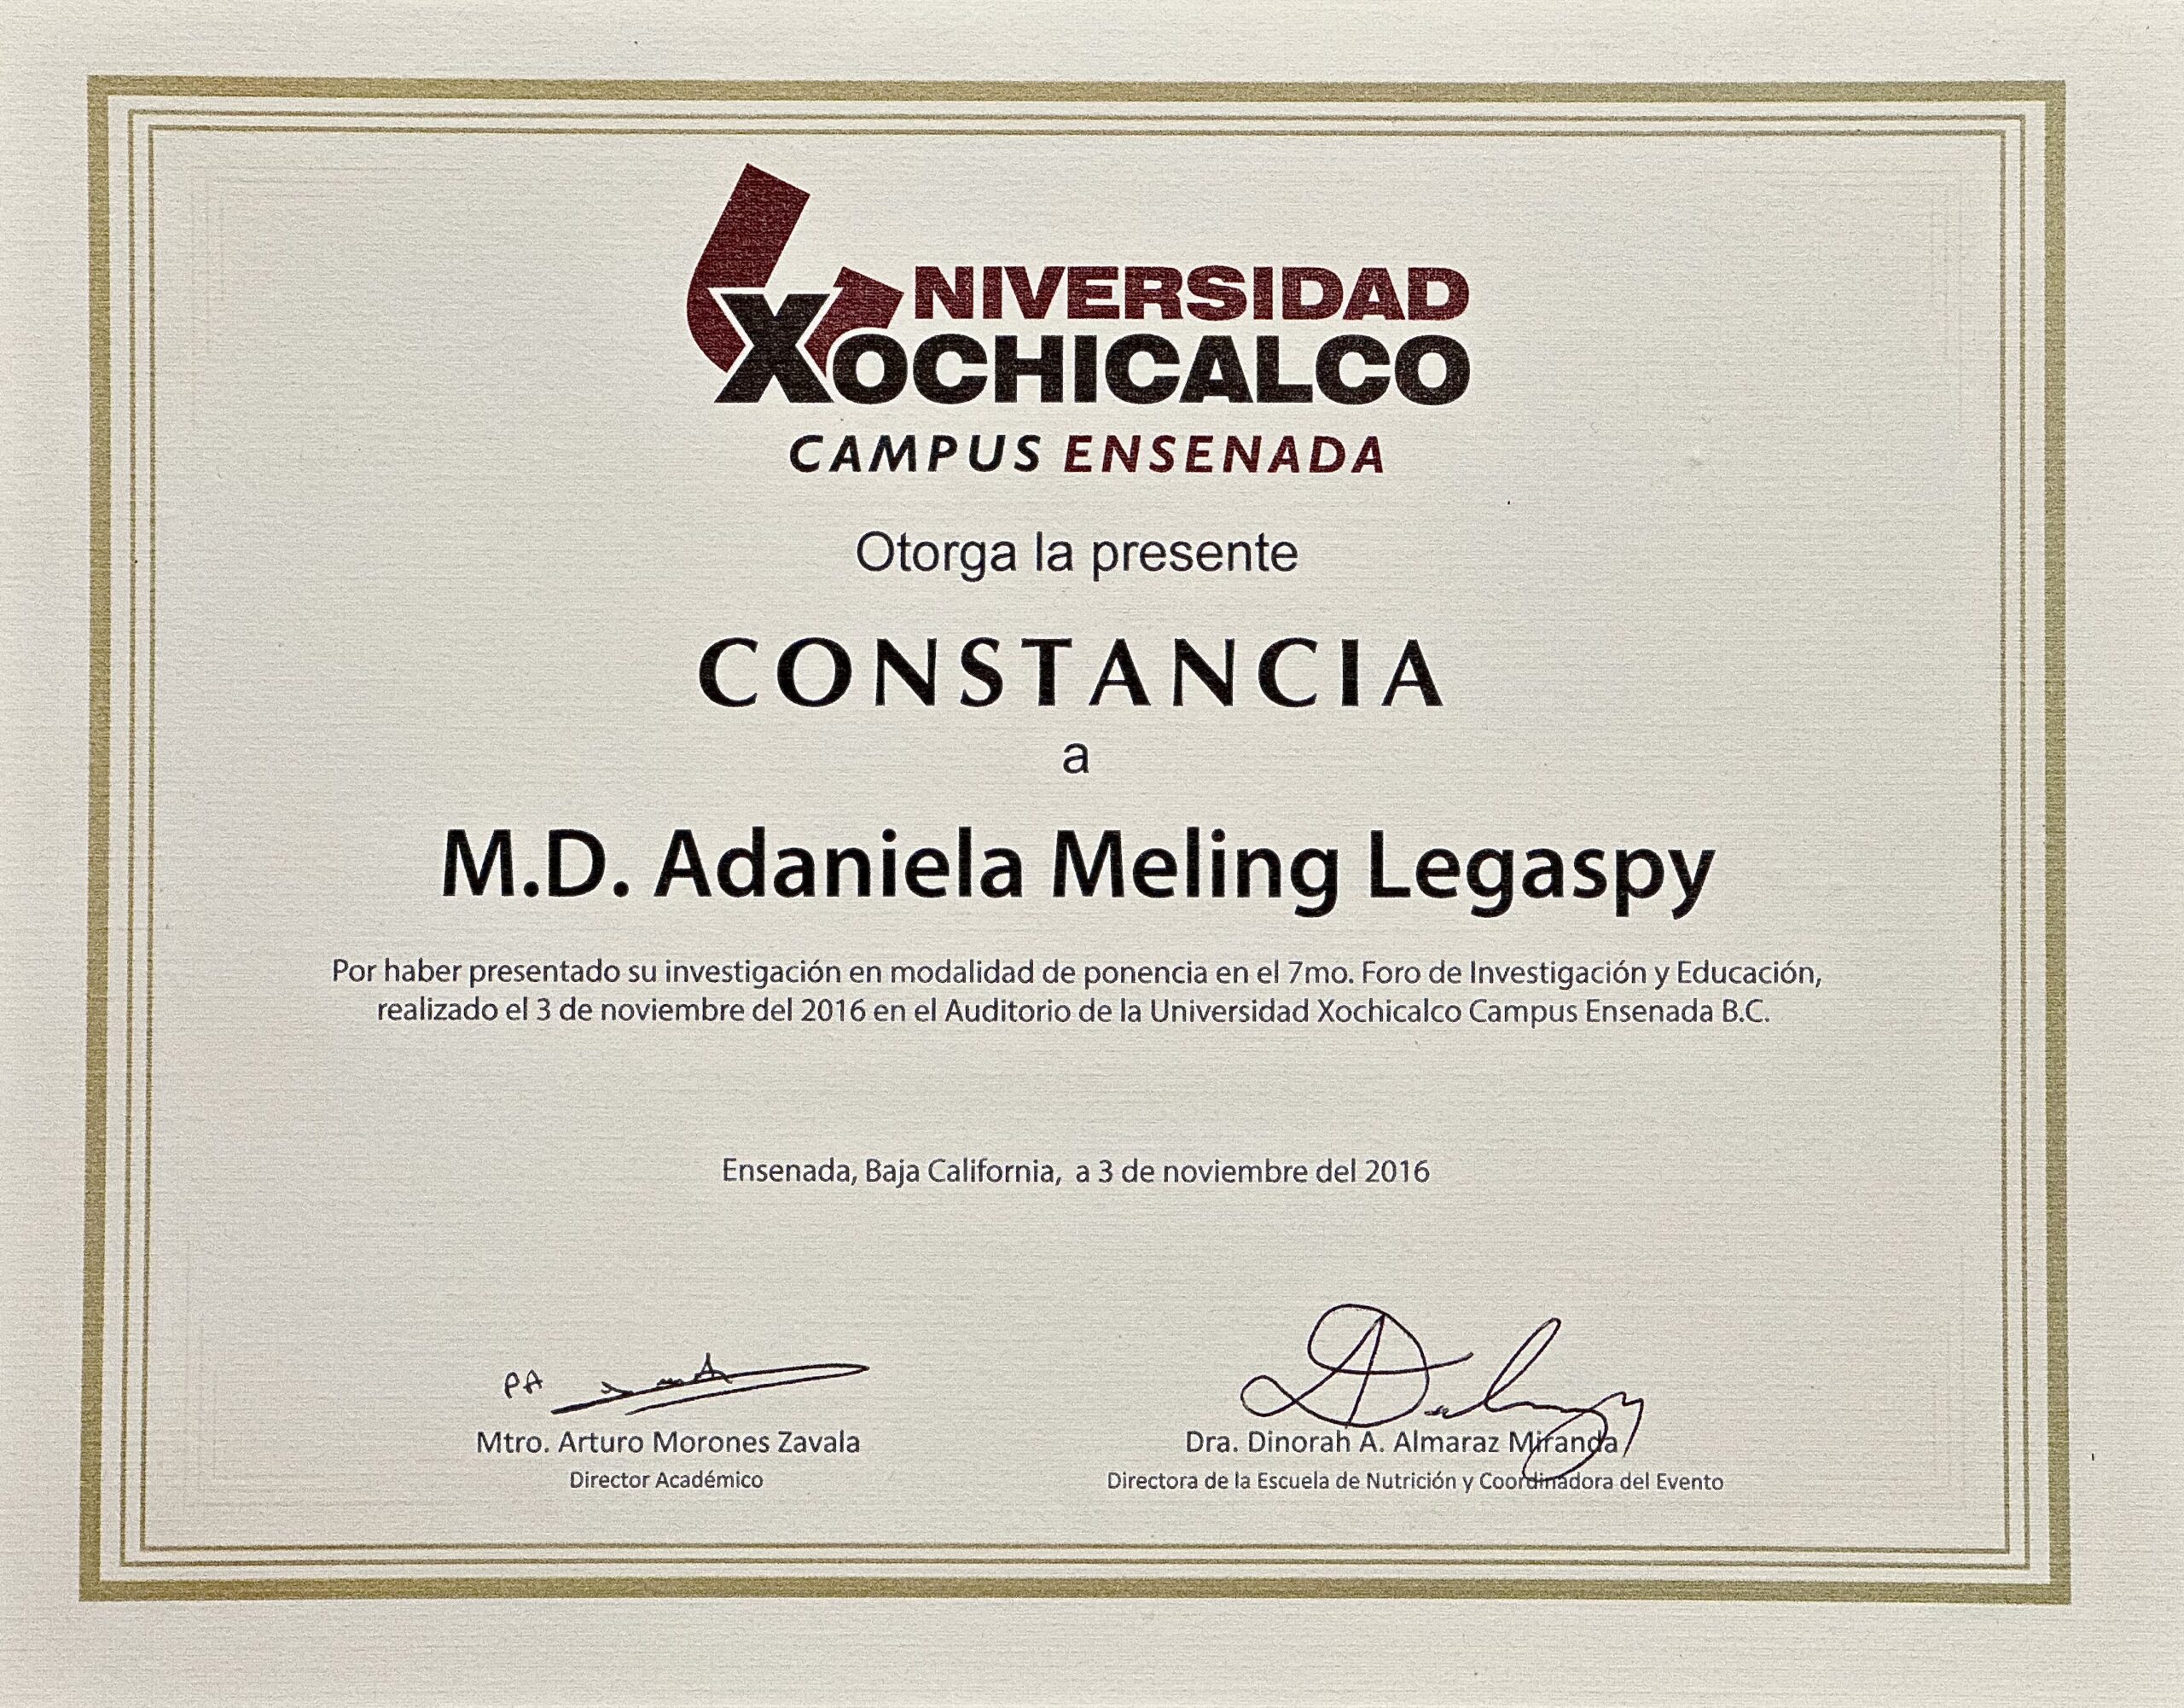 UNIVERSIDAD
XOCHICALCO
CAMPUS ENSENADA
Otorga la presente
CONSTANCIA
a
M.D. Adaniela Meling Legaspy
Por haber presentado su investigación en modalidad de ponencia en el 7mo. Foro de Investigación y Educación,
realizado el 3 de noviembre del 2016 en el Auditorio de la Universidad Xochicalco Campus Ensenada B.C.
Ensenada, Baja California, a 3 de noviembre del 2016
PA
Mtro. Arturo Morones Zavala
Director Académico
Dra. Dinorah A. Almaraz Miranda
Directora de la Escuela de Nutrición y Coordinadora del Evento